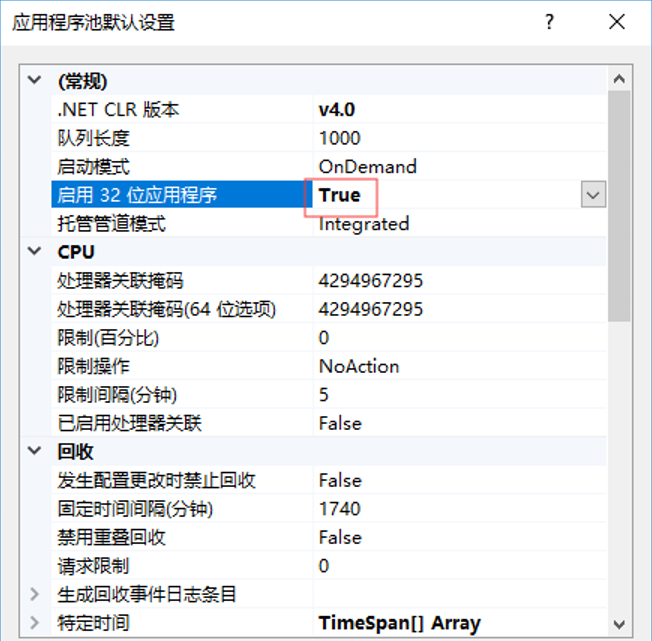 应用程序池默认设置 ?
(常规)
.NET CLR 版本 v4.0
队列长度 1000
启动模式 OnDemand
启用 32 位应用程序 True
托管管道模式 Integrated
CPU
处理器关联掩码 4294967295
处理器关联掩码(64 位选项) 4294967295
限制(百分比) 0
限制操作 NoAction
限制间隔(分钟) 5
已启用处理器关联 False
回收
发生配置更改时禁止回收 False
固定时间间隔(分钟) 1740
禁用重叠回收 False
请求限制 0
生成回收事件日志条目
特定时间 TimeSpan[] Array